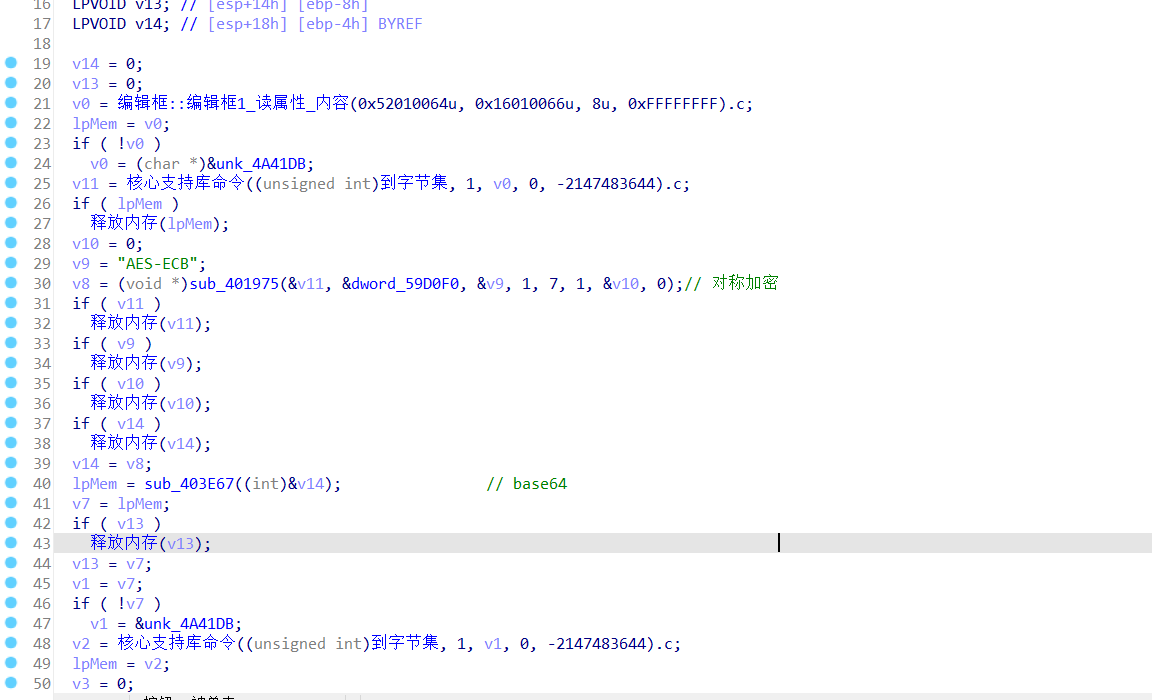 16 LPVOID v13; // [esp+14h] [ebp-8h]
17 LPVOID v14; // [esp+18h] [ebp-4h] BYREF
18
19 v14 = 0;
20 v13 = 0;
21 v0 = 编辑框::编辑框1_读属性_内容(0x52010064u, 0x16010066u, 8u, 0xFFFFFFFF).c;
22 lpMem = v0;
23 if ( !v0 )
24 v0 = (char *)&unk_4A41DB;
25 v11 = 核心支持库命令((unsigned int)到字节集, 1, v0, 0, -2147483644).c;
26 if ( lpMem )
27 释放内存(lpMem);
28 v10 = 0;
29 v9 = "AES-ECB";
30 v8 = (void *)sub_401975(&v11, &dword_59D0F0, &v9, 1, 7, 1, &v10, 0);// 对称加密
31 if ( v11 )
32 释放内存(v11);
33 if ( v9 )
34 释放内存(v9);
35 if ( v10 )
36 释放内存(v10);
37 if ( v14 )
38 释放内存(v14);
39 v14 = v8;
40 lpMem = sub_403E67((int)&v14); // base64
41 v7 = lpMem;
42 if ( v13 )
43 释放内存(v13);
44 v13 = v7;
45 v1 = v7;
46 if ( !v7 )
47 v1 = &unk_4A41DB;
48 v2 = 核心支持库命令((unsigned int)到字节集, 1, v1, 0, -2147483644).c;
49 lpMem = v2;
50 v3 = 0;